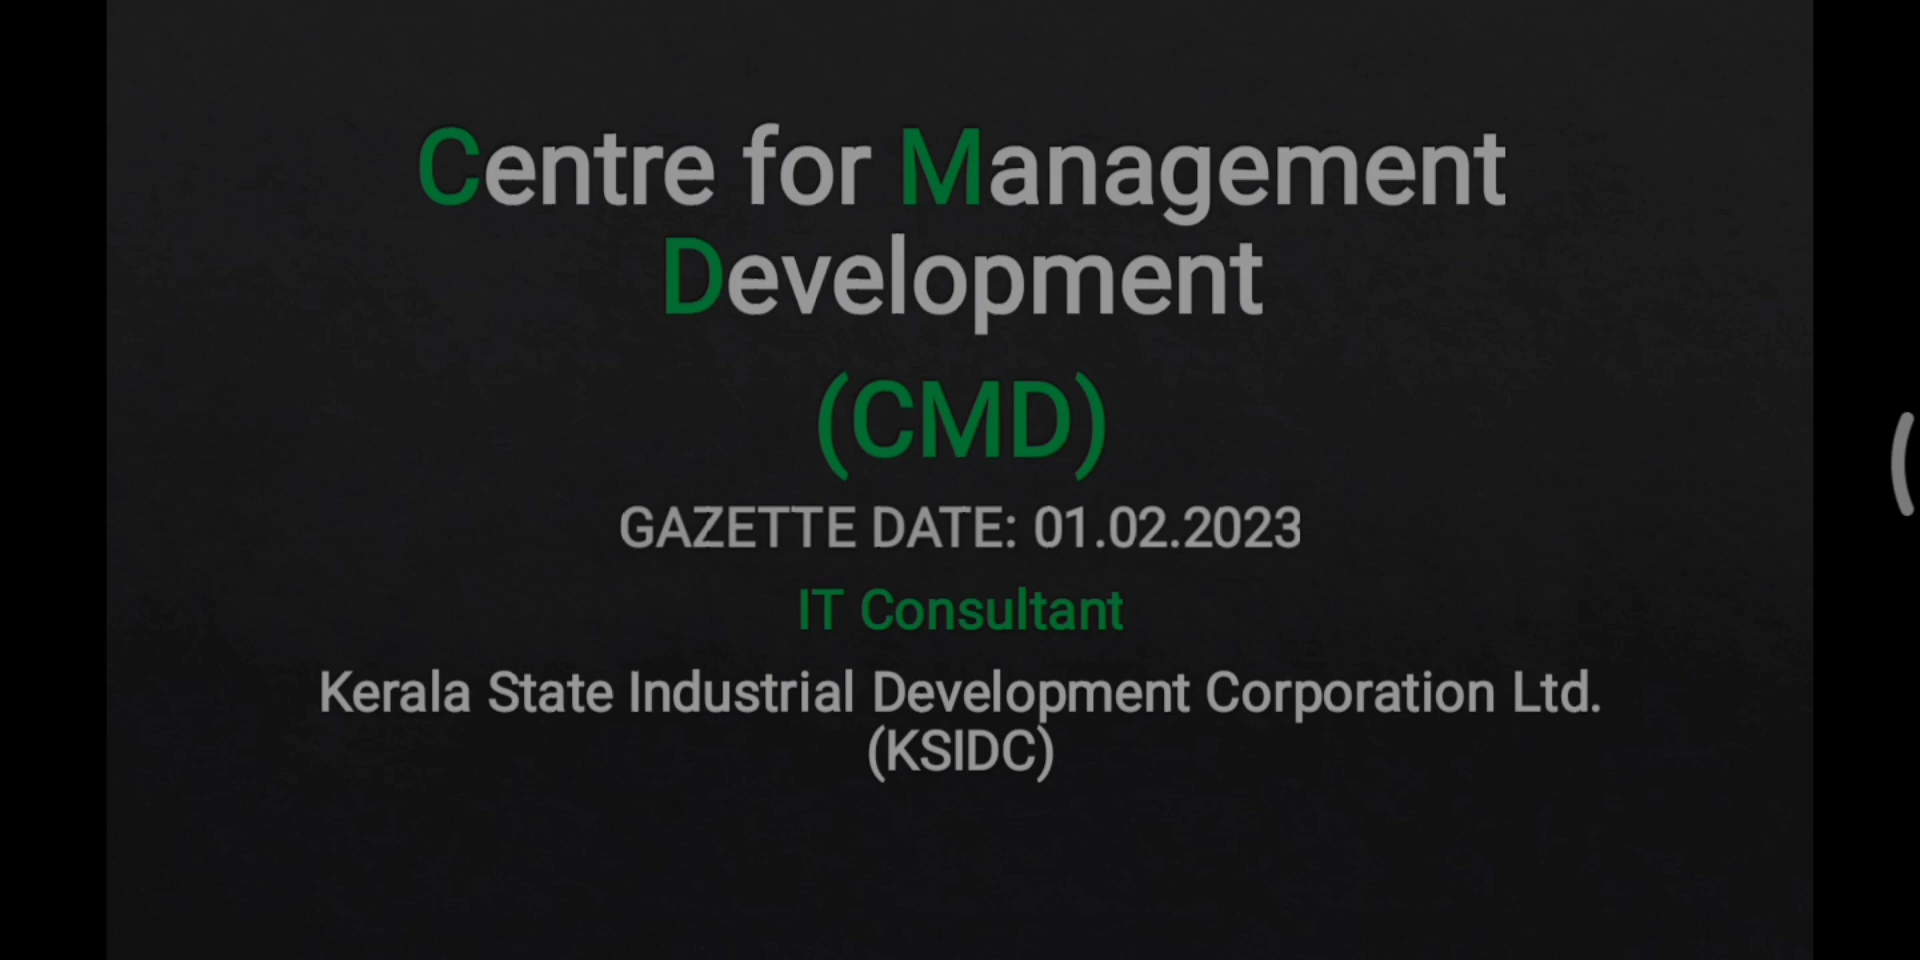 Centre for Management
Development
(CMD)
GAZETTE DATE: 01.02.2023
IT Consultant
Kerala State Industrial Development Corporation Ltd.
(KSIDC)